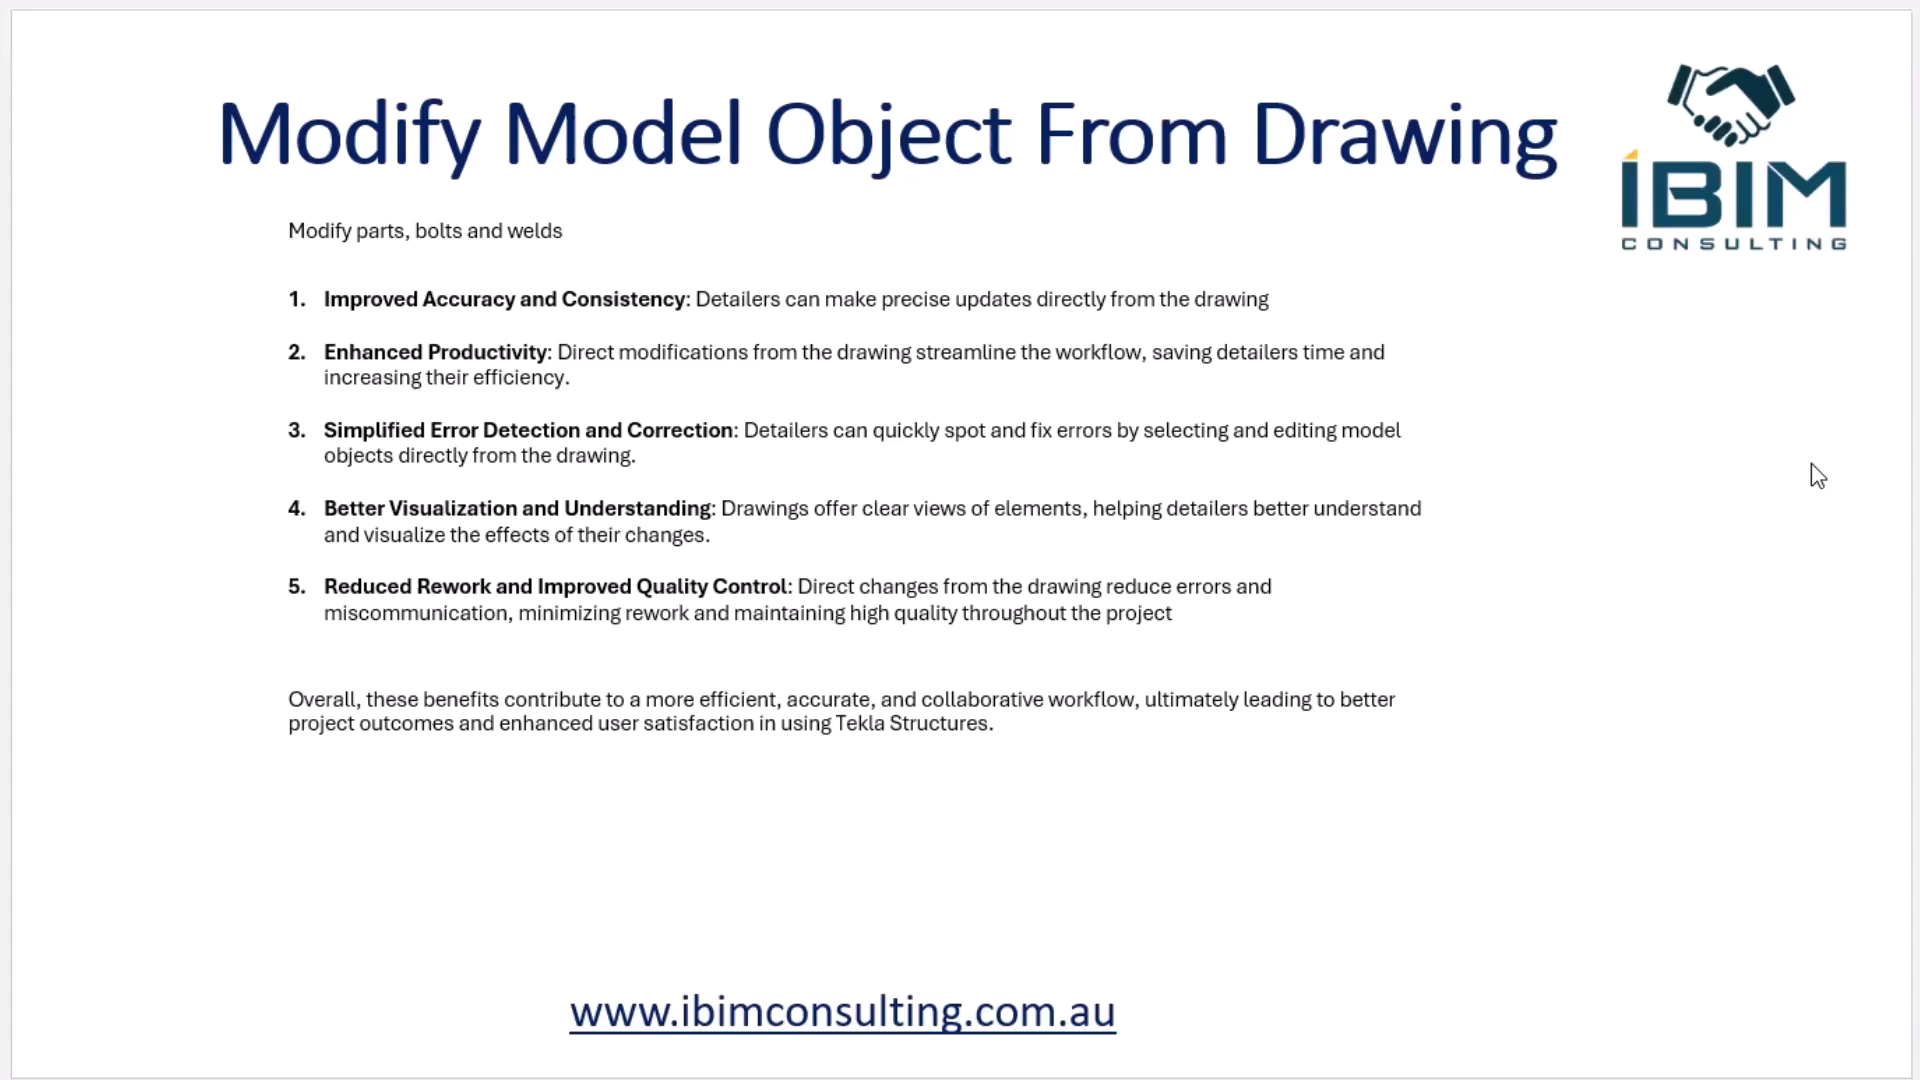 Modify Model Object From Drawing
iBIM
CONSULTING
Modify parts, bolts and welds
1. Improved Accuracy and Consistency: Detailers can make precise updates directly from the drawing
2. Enhanced Productivity: Direct modifications from the drawing streamline the workflow, saving detailers time and
increasing their efficiency.
3. Simplified Error Detection and Correction: Detailers can quickly spot and fix errors by selecting and editing model
objects directly from the drawing.
4. Better Visualization and Understanding: Drawings offer clear views of elements, helping detailers better understand
and visualize the effects of their changes.
5. Reduced Rework and Improved Quality Control: Direct changes from the drawing reduce errors and
miscommunication, minimizing rework and maintaining high quality throughout the project
Overall, these benefits contribute to a more efficient, accurate, and collaborative workflow, ultimately leading to better
project outcomes and enhanced user satisfaction in using Tekla Structures.
www.ibimconsulting.com.au